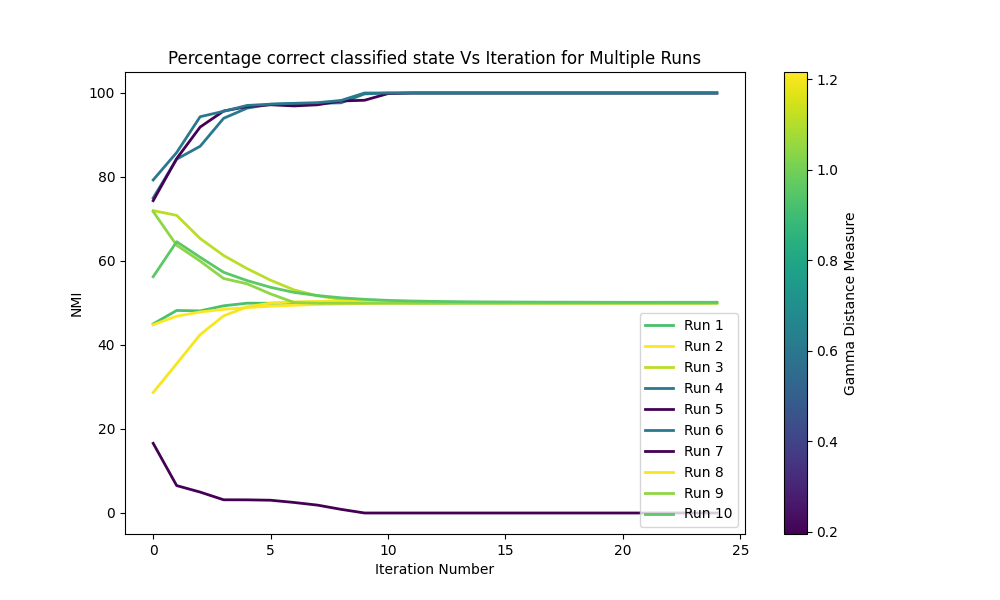 Percentage correct classified state Vs Iteration for Multiple Runs
NMI
100
80
60
40
20
0
0 5 10 15 20 25
Iteration Number
Run 1
Run 2
Run 3
Run 4
Run 5
Run 6
Run 7
Run 8
Run 9
Run 10
1.2
1.0
0.8
0.6
0.4
0.2
Gamma Distance Measure